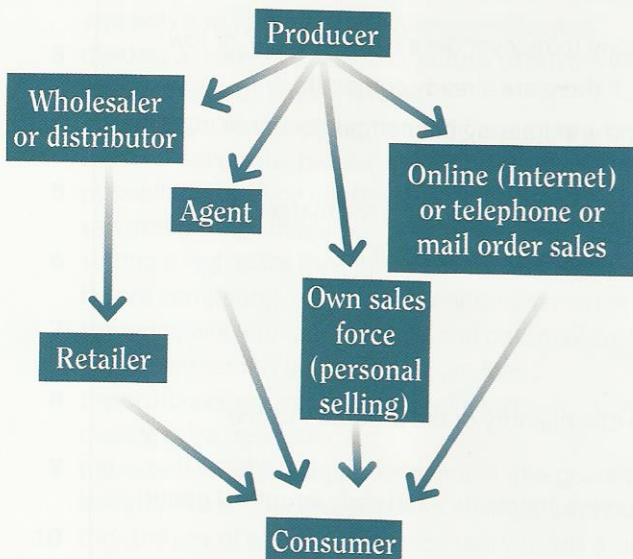 Producer
Wholesaler
or distributor
Agent
Online (Internet)
or telephone or
mail order sales
Own sales
force
(personal
selling)
Retailer
Consumer